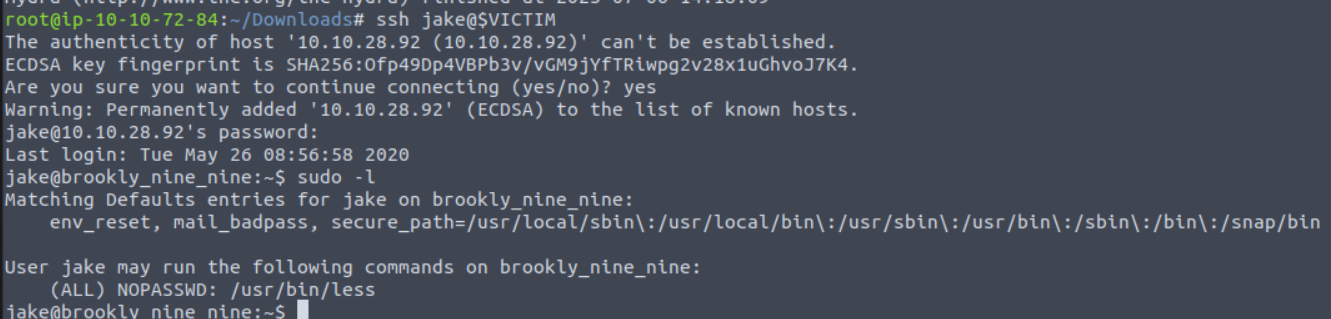 root@ip-10-10-72-84:~/Downloads# ssh jake@$VICTIM
The authenticity of host '10.10.28.92 (10.10.28.92)' can't be established.
ECDSA key fingerprint is SHA256:Ofp49Dp4VBPb3v/vGM9jYfTRiwpg2v28x1uGhvoJ7K4.
Are you sure you want to continue connecting (yes/no)? yes
Warning: Permanently added '10.10.28.92' (ECDSA) to the list of known hosts.
jake@10.10.28.92's password:
Last login: Tue May 26 08:56:58 2020
jake@brookly_nine_nine:~$ sudo -l
Matching Defaults entries for jake on brookly_nine_nine:
    env_reset, mail_badpass, secure_path=/usr/local/sbin\:/usr/local/bin\:/usr/sbin\:/usr/bin\:/sbin\:/bin\:/snap/bin
User jake may run the following commands on brookly_nine_nine:
    (ALL) NOPASSWD: /usr/bin/less
jake@brookly_nine_nine:~$